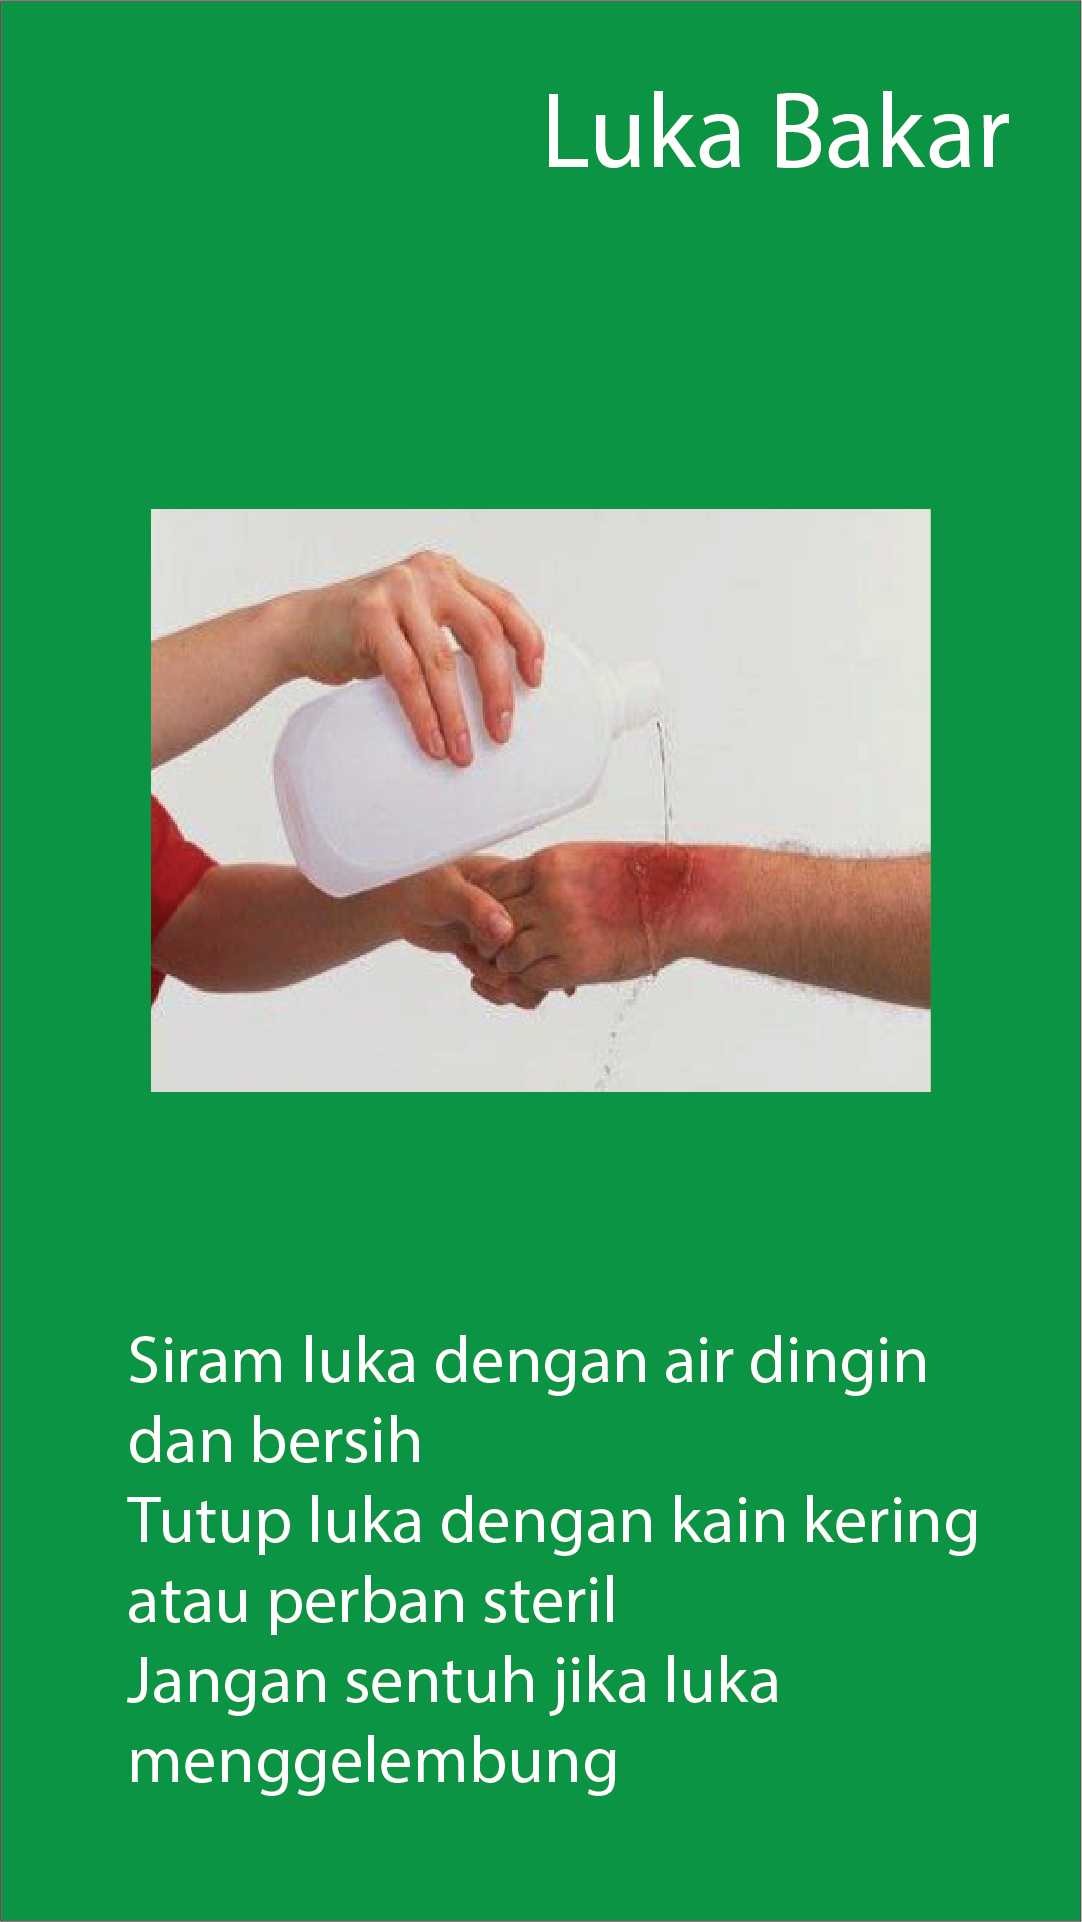 Luka Bakar
Siram luka dengan air dingin
dan bersih
Tutup luka dengan kain kering
atau perban steril
Jangan sentuh jika luka
menggelembung